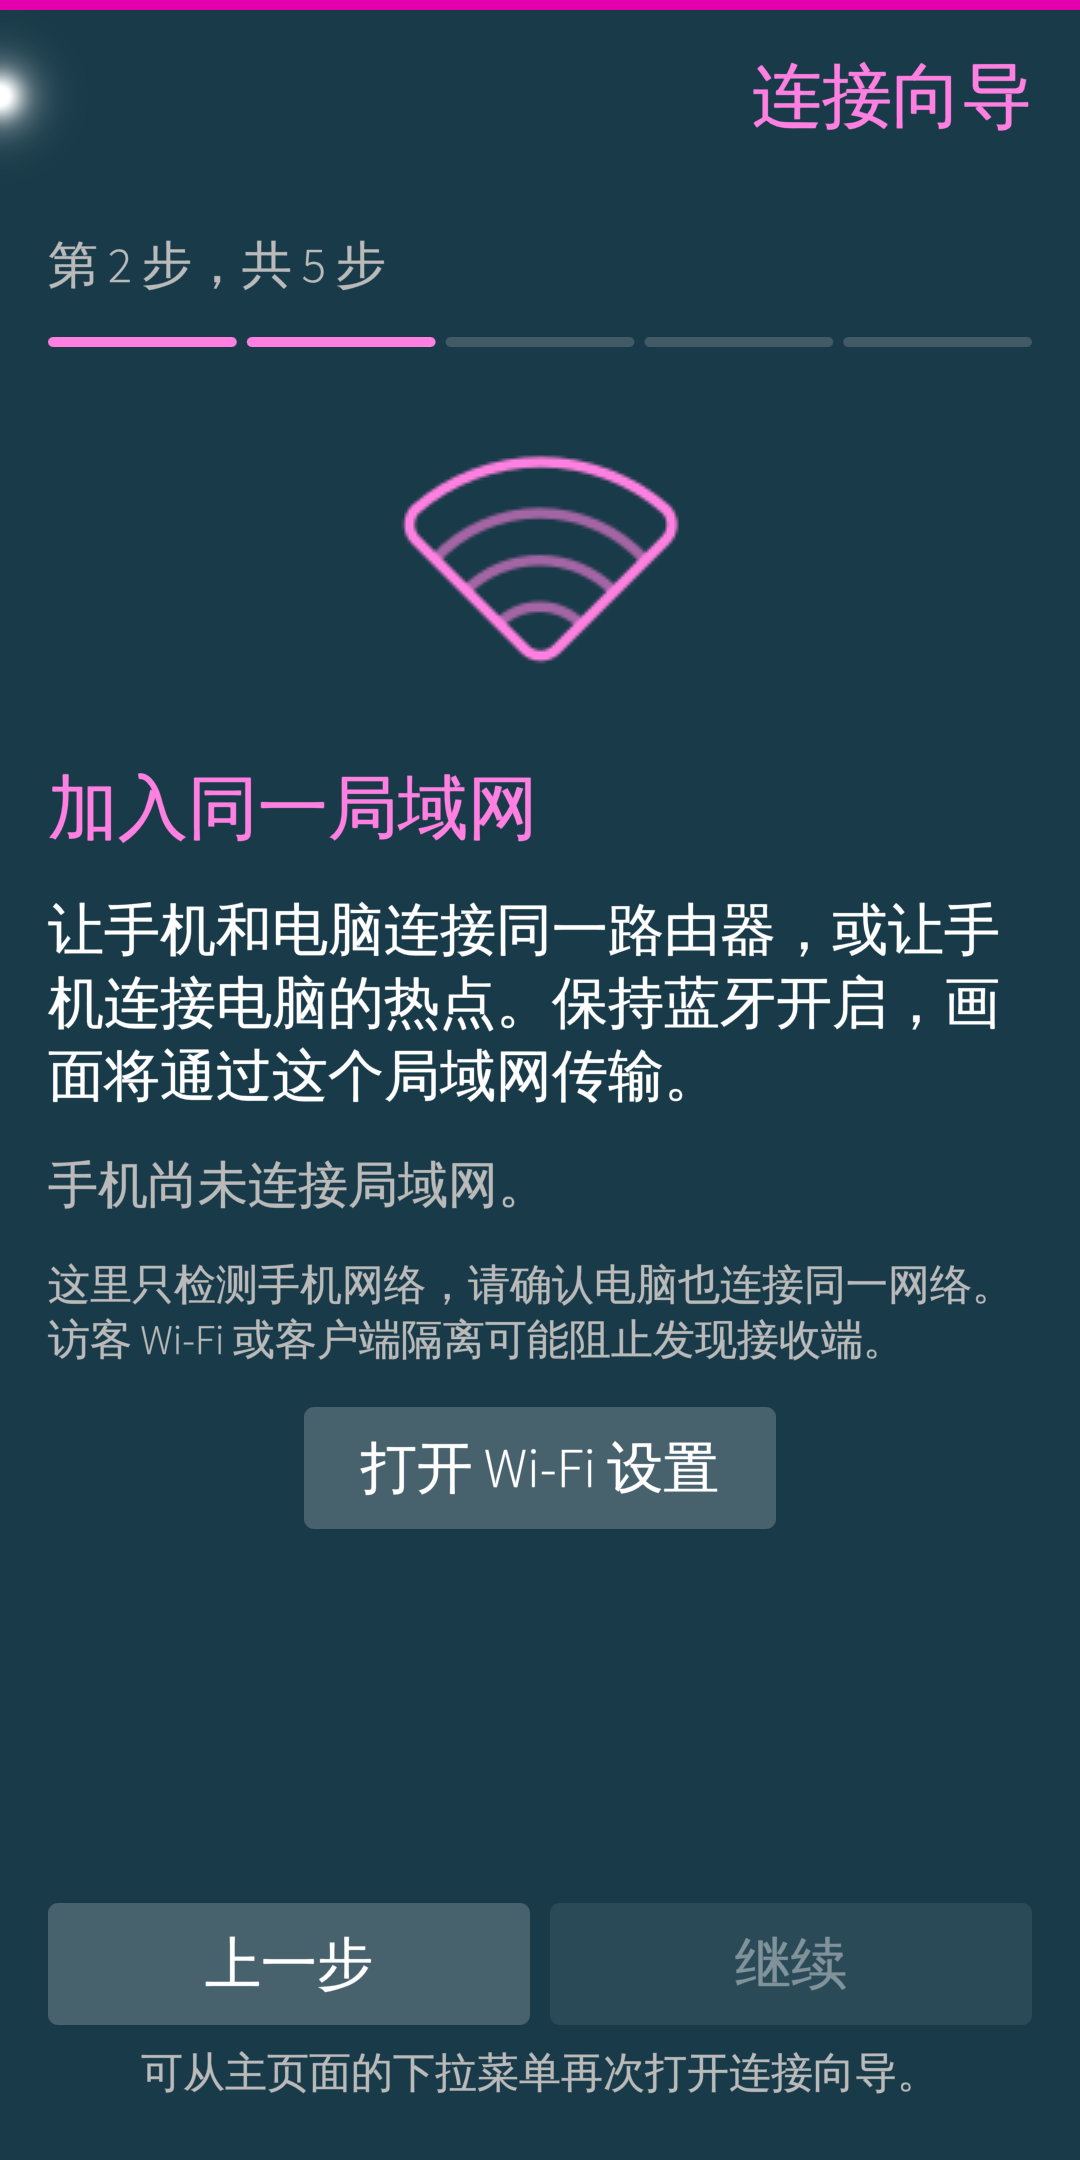 连接向导
第 2 步，共 5 步
加入同一局域网
让手机和电脑连接同一路由器，或让手
机连接电脑的热点。保持蓝牙开启，画
面将通过这个局域网传输。
手机尚未连接局域网。
这里只检测手机网络，请确认电脑也连接同一网络。
访客 Wi-Fi 或客户端隔离可能阻止发现接收端。
打开 Wi-Fi 设置
上一步
继续
可从主页面的下拉菜单再次打开连接向导。